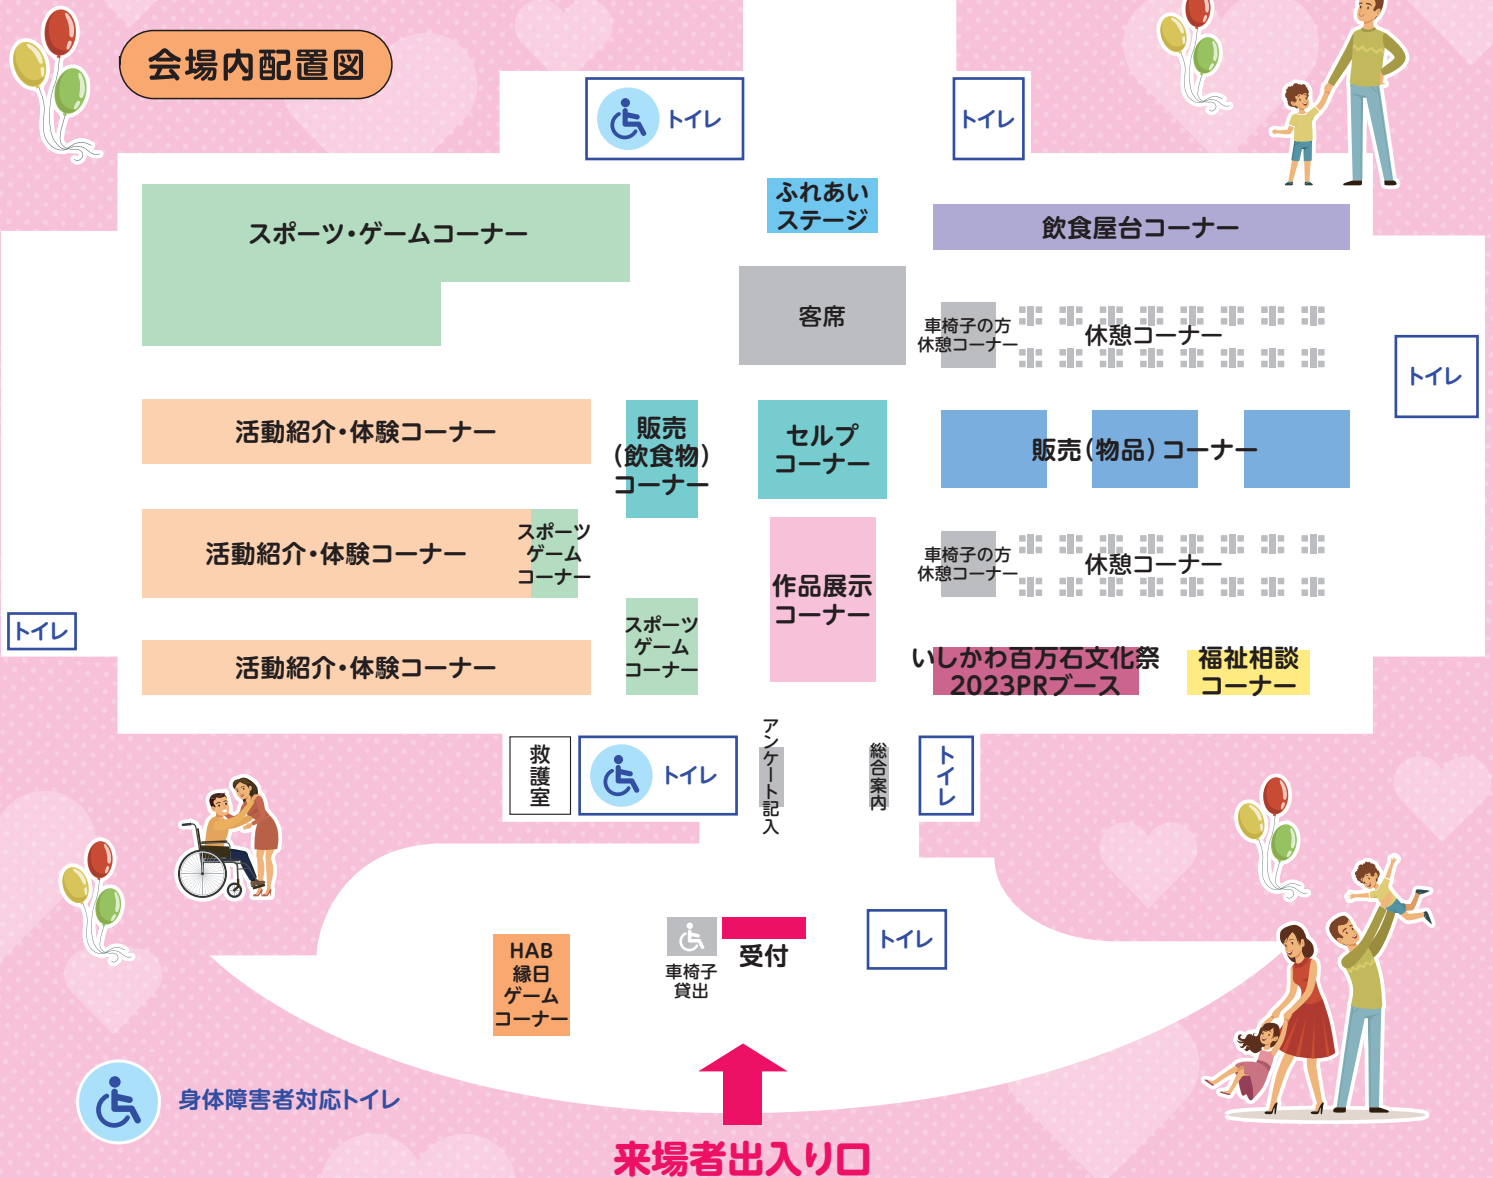 会場内配置図
トイレ
トイレ
スポーツ・ゲームコーナー
ふれあい
ステージ
飲食屋台コーナー
客席
車椅子の方
休憩コーナー
休憩コーナー
トイレ
活動紹介・体験コーナー
販売
(飲食物)
コーナー
セルプ
コーナー
販売(物品)コーナー
活動紹介・体験コーナー
スポーツ
ゲーム
コーナー
作品展示
コーナー
車椅子の方
休憩コーナー
休憩コーナー
トイレ
活動紹介・体験コーナー
スポーツ
ゲーム
コーナー
いしかわ百万石文化祭
2023PRブース
福祉相談
コーナー
救護室
トイレ
アンケート記入
総合案内
トイレ
HAB
縁日
ゲーム
コーナー
車椅子
貸出
受付
トイレ
身体障害者対応トイレ
来場者出入り口